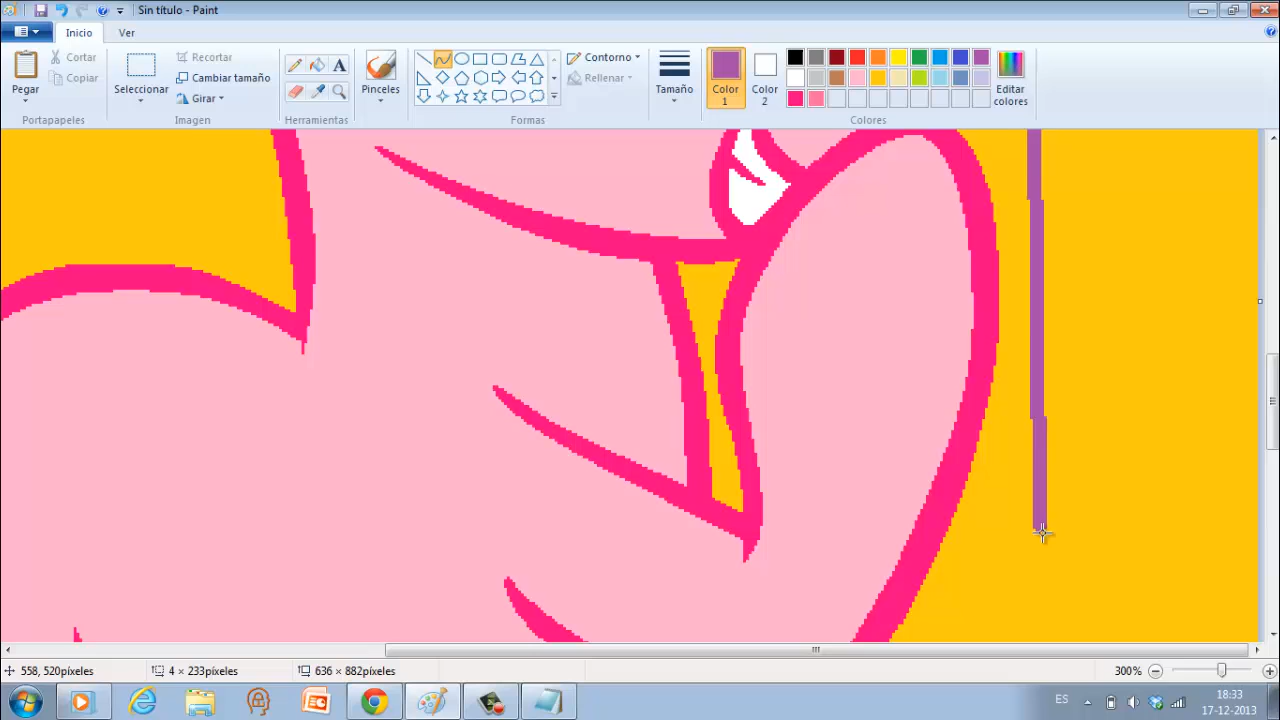 Sin título - Paint
Inicio Ver
Pegar
Cortar
Copiar
Portapapeles
Seleccionar
Recortar
Cambiar tamaño
Girar
Imagen
A
Herramientas
Pinceles
Contorno
Rellenar
Formas
Tamaño
Color 1
Color 2
Editar colores
Colores
558, 520píxeles 4 × 233píxeles 636 × 882píxeles 300%
ES 18:33
17-12-2013